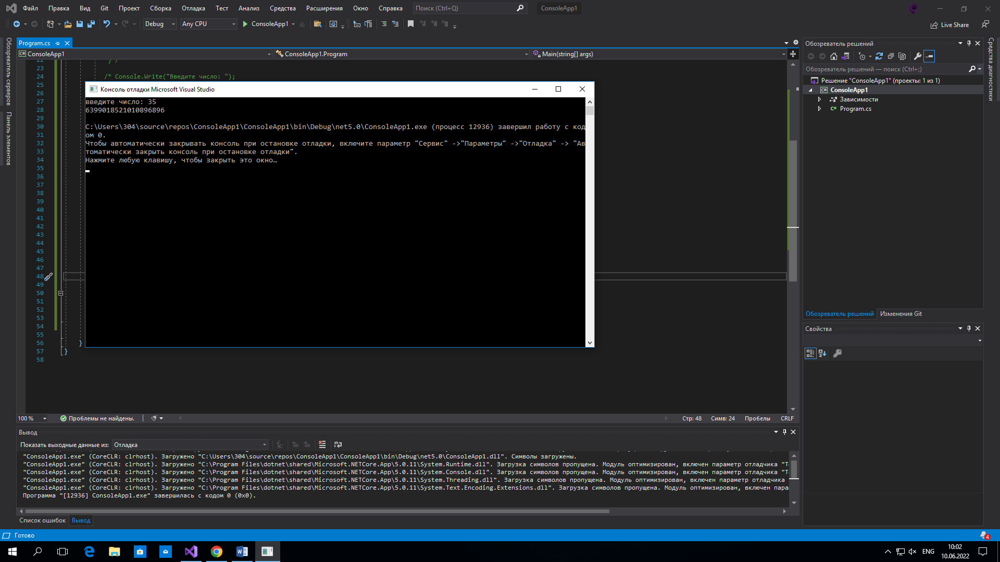 Файл Правка Вид Git Проект Сборка Отладка Тест Анализ Средства Расширения Окно Справка Поиск (Ctrl+Q) ConsoleApp1
Debug Any CPU ConsoleApp1 Live Share
Обозреватель серверов
Панель элементов
Program.cs
ConsoleApp1 ConsoleApp1.Program Main(string[] args)
22
23
24 /* Console.Write("Введите число: ");
25
26
27
28
29
30
31
32
33
34
35
36
37
38
39
40
41
42
43
44
45
46
47
48
49
50
51
52
53
54
55
56 }
57 }
58
Консоль отладки Microsoft Visual Studio
введите число: 35
6399018521010896896
C:\Users\304\source\repos\ConsoleApp1\ConsoleApp1\bin\Debug\net5.0\ConsoleApp1.exe (процесс 12936) завершил работу с код
ом 0.
Чтобы автоматически закрывать консоль при остановке отладки, включите параметр "Сервис" ->"Параметры" ->"Отладка" -> "Ав
томатически закрыть консоль при остановке отладки".
Нажмите любую клавишу, чтобы закрыть это окно…
100 % Проблемы не найдены. Стр: 48 Симв: 24 Пробелы CRLF
Вывод
Показать выходные данные из: Отладка
"ConsoleApp1.exe" (CoreCLR: clrhost). Загружено "C:\Users\304\source\repos\ConsoleApp1\ConsoleApp1\bin\Debug\net5.0\ConsoleApp1.dll". Символы загружены.
"ConsoleApp1.exe" (CoreCLR: clrhost). Загружено "C:\Program Files\dotnet\shared\Microsoft.NETCore.App\5.0.11\System.Runtime.dll". Загрузка символов пропущена. Модуль оптимизирован, включен параметр отладчика "То
"ConsoleApp1.exe" (CoreCLR: clrhost). Загружено "C:\Program Files\dotnet\shared\Microsoft.NETCore.App\5.0.11\System.Console.dll". Загрузка символов пропущена. Модуль оптимизирован, включен параметр отладчика "То
"ConsoleApp1.exe" (CoreCLR: clrhost). Загружено "C:\Program Files\dotnet\shared\Microsoft.NETCore.App\5.0.11\System.Threading.dll". Загрузка символов пропущена. Модуль оптимизирован, включен параметр отладчика
"ConsoleApp1.exe" (CoreCLR: clrhost). Загружено "C:\Program Files\dotnet\shared\Microsoft.NETCore.App\5.0.11\System.Text.Encoding.Extensions.dll". Загрузка символов пропущена. Модуль оптимизирован, включен пара
Программа "[12936] ConsoleApp1.exe" завершилась с кодом 0 (0x0).
Список ошибок Вывод
Обозреватель решений
Обозреватель решений — поиск (Ctrl+;)
Решение "ConsoleApp1" (проекты: 1 из 1)
ConsoleApp1
Зависимости
Program.cs
Обозреватель решений Изменения Git
Свойства
Средства диагностики
Готово 4
ENG 10:02
10.06.2022